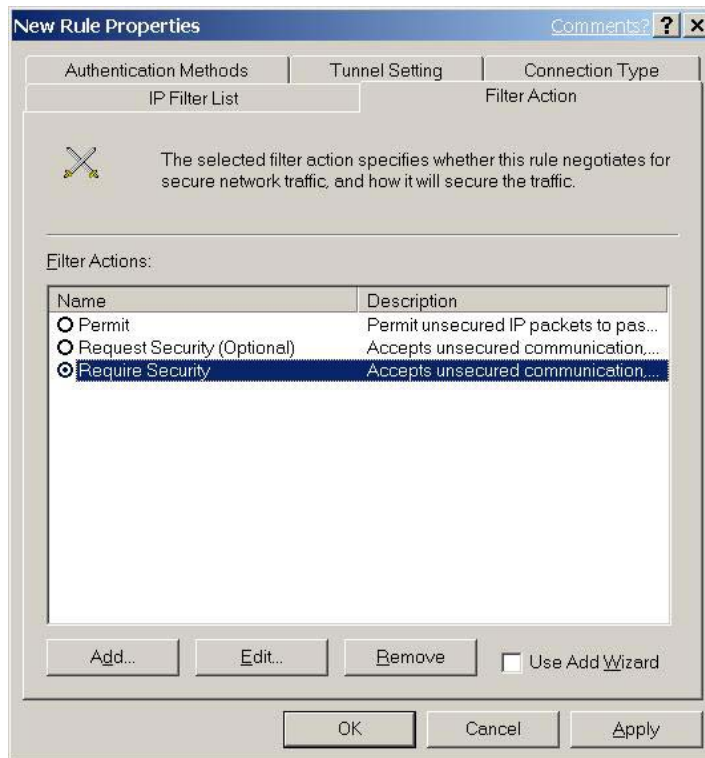 New Rule Properties Comments? ? ×
Authentication Methods Tunnel Setting Connection Type
IP Filter List Filter Action
The selected filter action specifies whether this rule negotiates for
secure network traffic, and how it will secure the traffic.
Filter Actions:
Name Description
Permit Permit unsecured IP packets to pas...
Request Security (Optional) Accepts unsecured communication,...
Require Security Accepts unsecured communication,...
Add... Edit... Remove Use Add Wizard
OK Cancel Apply